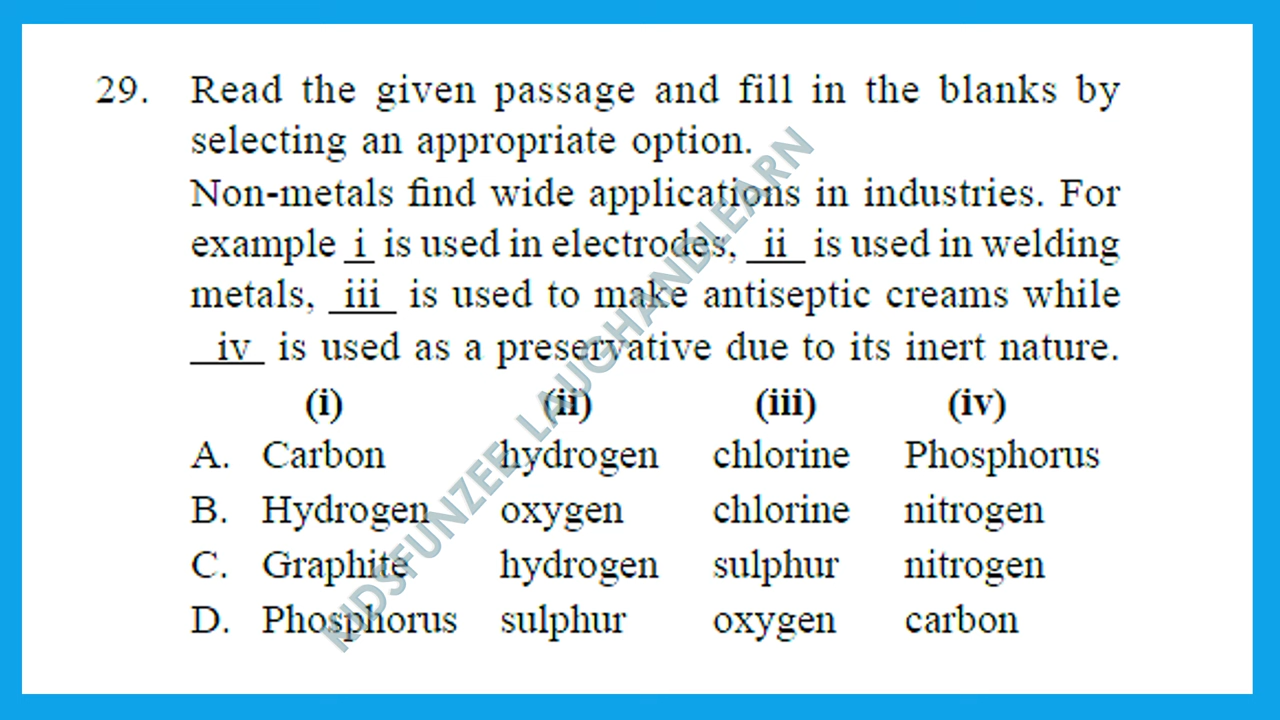 29. Read the given passage and fill in the blanks by
selecting an appropriate option.
Non-metals find wide applications in industries. For
example i is used in electrodes, ii is used in welding
metals, iii is used to make antiseptic creams while
iv is used as a preservative due to its inert nature.
(i) (ii) (iii) (iv)
A. Carbon hydrogen chlorine Phosphorus
B. Hydrogen oxygen chlorine nitrogen
C. Graphite hydrogen sulphur nitrogen
D. Phosphorus sulphur oxygen carbon
KIDSFUNZEE LAUGHANDLEARN